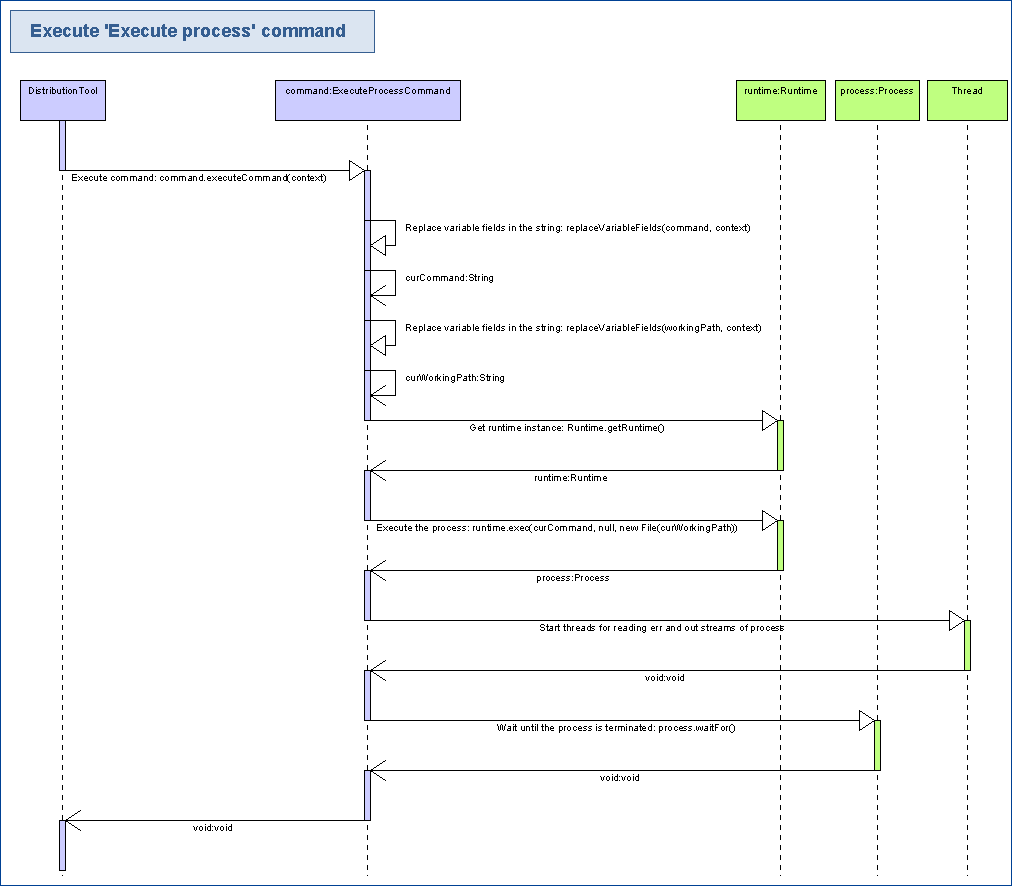 Execute 'Execute process' command
DistributionTool
command:ExecuteProcessCommand
runtime:Runtime
process:Process
Thread
Execute command: command.executeCommand(context)
Replace variable fields in the string: replaceVariableFields(command, context)
curCommand:String
Replace variable fields in the string: replaceVariableFields(workingPath, context)
curWorkingPath:String
Get runtime instance: Runtime.getRuntime()
runtime:Runtime
Execute the process: runtime.exec(curCommand, null, new File(curWorkingPath))
process:Process
Start threads for reading err and out streams of process
void:void
Wait until the process is terminated: process.waitFor()
void:void
void:void